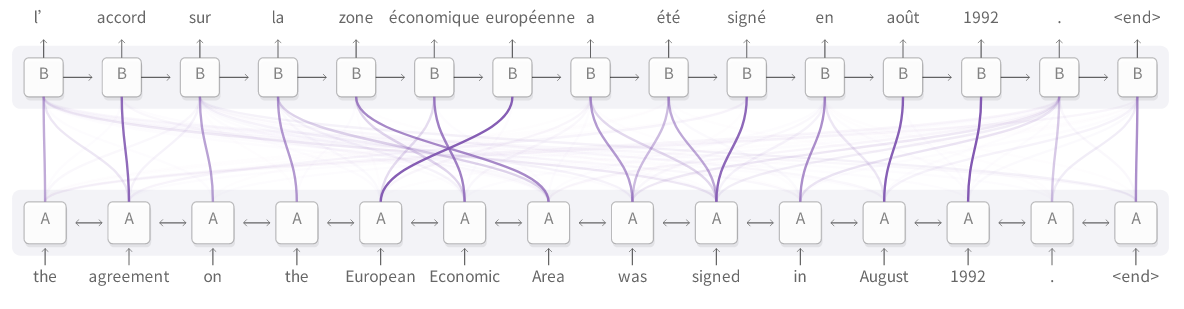 l’ accord sur la zone économique européenne a été signé en août 1992 . <end>
B B B B B B B B B B B B B B B
A A A A A A A A A A A A A A
the agreement on the European Economic Area was signed in August 1992 . <end>